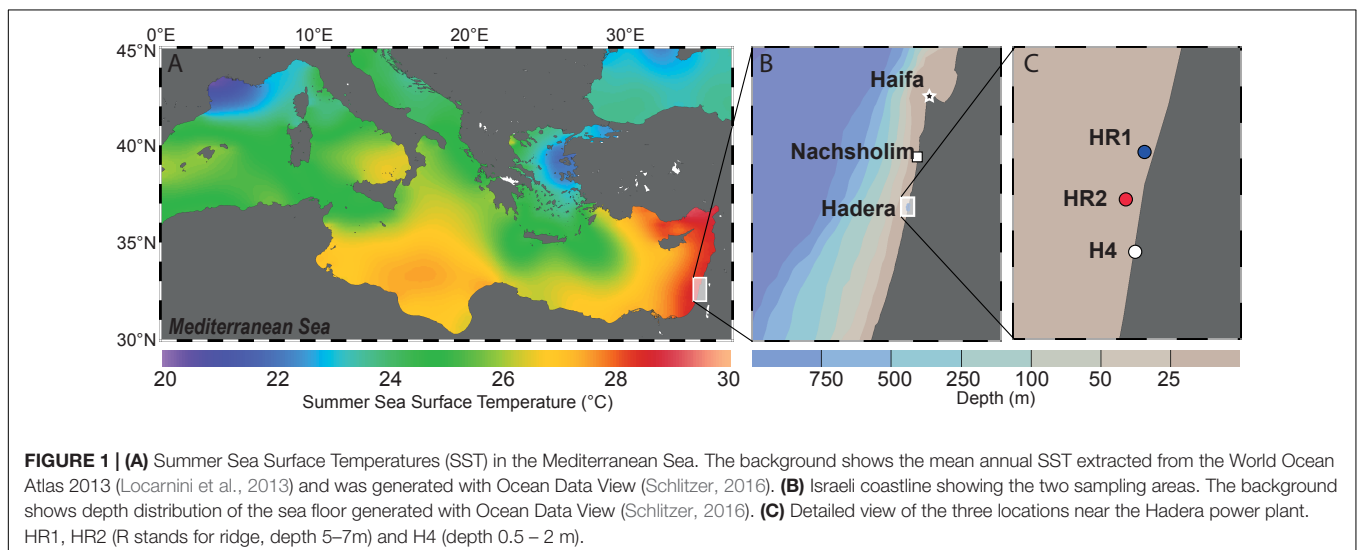 0°E 10°E 20°E 30°E
45°N
40°N
35°N
30°N
A
Mediterranean Sea
20 22 24 26 28 30
Summer Sea Surface Temperature (°C)
B
Haifa
Nachsholim
Hadera
750 500 250 100 50 25
Depth (m)
C
HR1
HR2
H4
FIGURE 1 | (A) Summer Sea Surface Temperatures (SST) in the Mediterranean Sea. The background shows the mean annual SST extracted from the World Ocean
Atlas 2013 (Locarnini et al., 2013) and was generated with Ocean Data View (Schlitzer, 2016). (B) Israeli coastline showing the two sampling areas. The background
shows depth distribution of the sea floor generated with Ocean Data View (Schlitzer, 2016). (C) Detailed view of the three locations near the Hadera power plant.
HR1, HR2 (R stands for ridge, depth 5–7m) and H4 (depth 0.5 – 2 m).